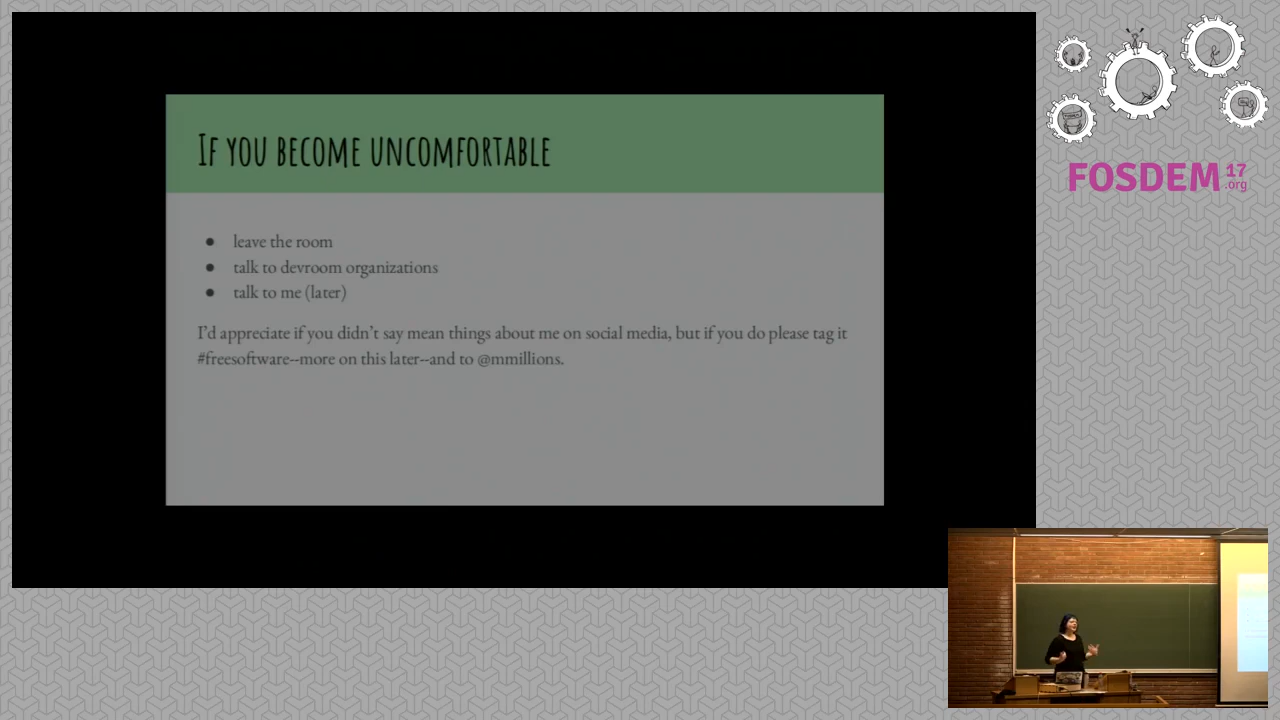 If you become uncomfortable
● leave the room
● talk to devroom organizations
● talk to me (later)
I'd appreciate if you didn't say mean things about me on social media, but if you do please tag it
#freesoftware--more on this later--and to @mmillions.
FOSDEM 17
.org